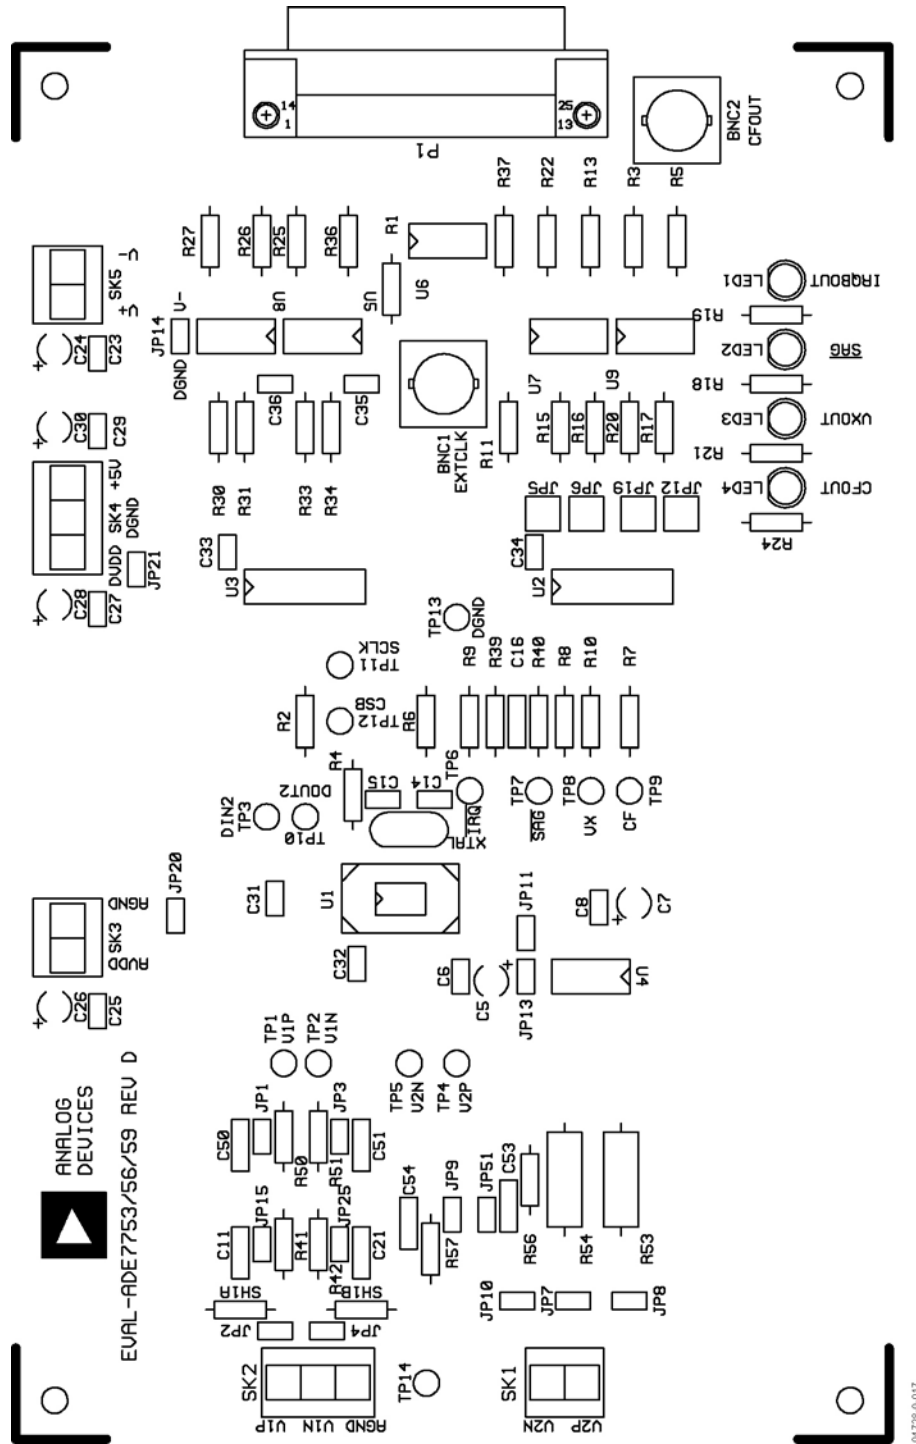 14
25
1
13
P1
BNC2
CFOUT
R37
R22
R13
R3
R5
R27
R26
R25
R36
R1
V-
SK5
V+
C24
C23
JP14
V-
DGND
U8
U5
U6
LED1
IRQBOUT
R19
LED2
SAG
R18
LED3
VXOUT
R21
LED4
CFOUT
R24
C36
C35
BNC1
EXTCLK
U7
U9
R11
R15
R16
R20
R17
C30
C29
R30
R31
R33
R34
JP5
JP6
JP19
JP12
+5V
SK4
DGND
DVDD
JP21
C28
C27
C33
U3
C34
U2
TP13
DGND
TP11
SCLK
TP12
CSB
R9
R39
C16
R40
R8
R10
R7
R2
R6
R4
C15
C14
TP6
IRQ
TP7
SAG
TP8
VX
TP9
CF
DIN2
TP3
DOUT2
TP10
XTAL
JP20
AGND
SK3
AVDD
C31
U1
C32
JP11
C8
C7
C6
C5
JP13
U4
C26
C25
TP1
V1P
TP2
V1N
TP5
V2N
TP4
V2P
ANALOG
DEVICES
EVAL-ADE7753/56/59 REV D
C50
JP1
R50
R51
JP3
C51
C54
JP9
JP51
C53
C11
JP15
R41
R42
JP25
C21
R57
R56
R54
R53
SH1A
SH1B
JP2
JP4
JP10
JP7
JP8
SK2
V1P
V1N
AGND
TP14
SK1
V2N
V2P